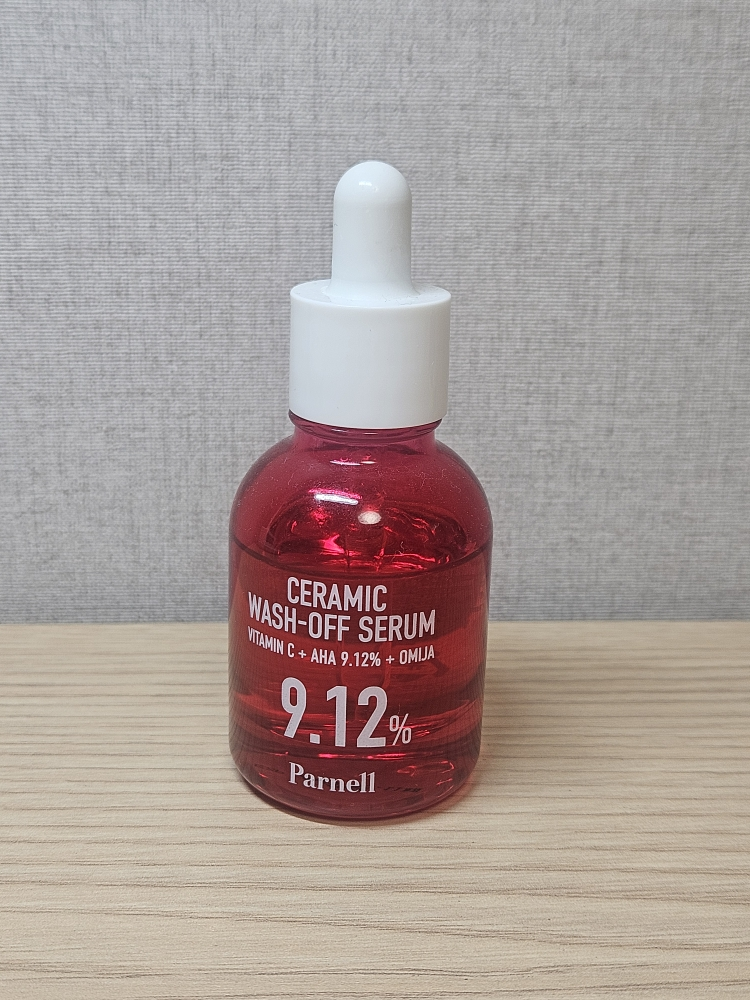 CERAMIC
WASH-OFF SERUM
VITAMIN C + AHA 9.12% + OMIJA
9.12%
Parnell